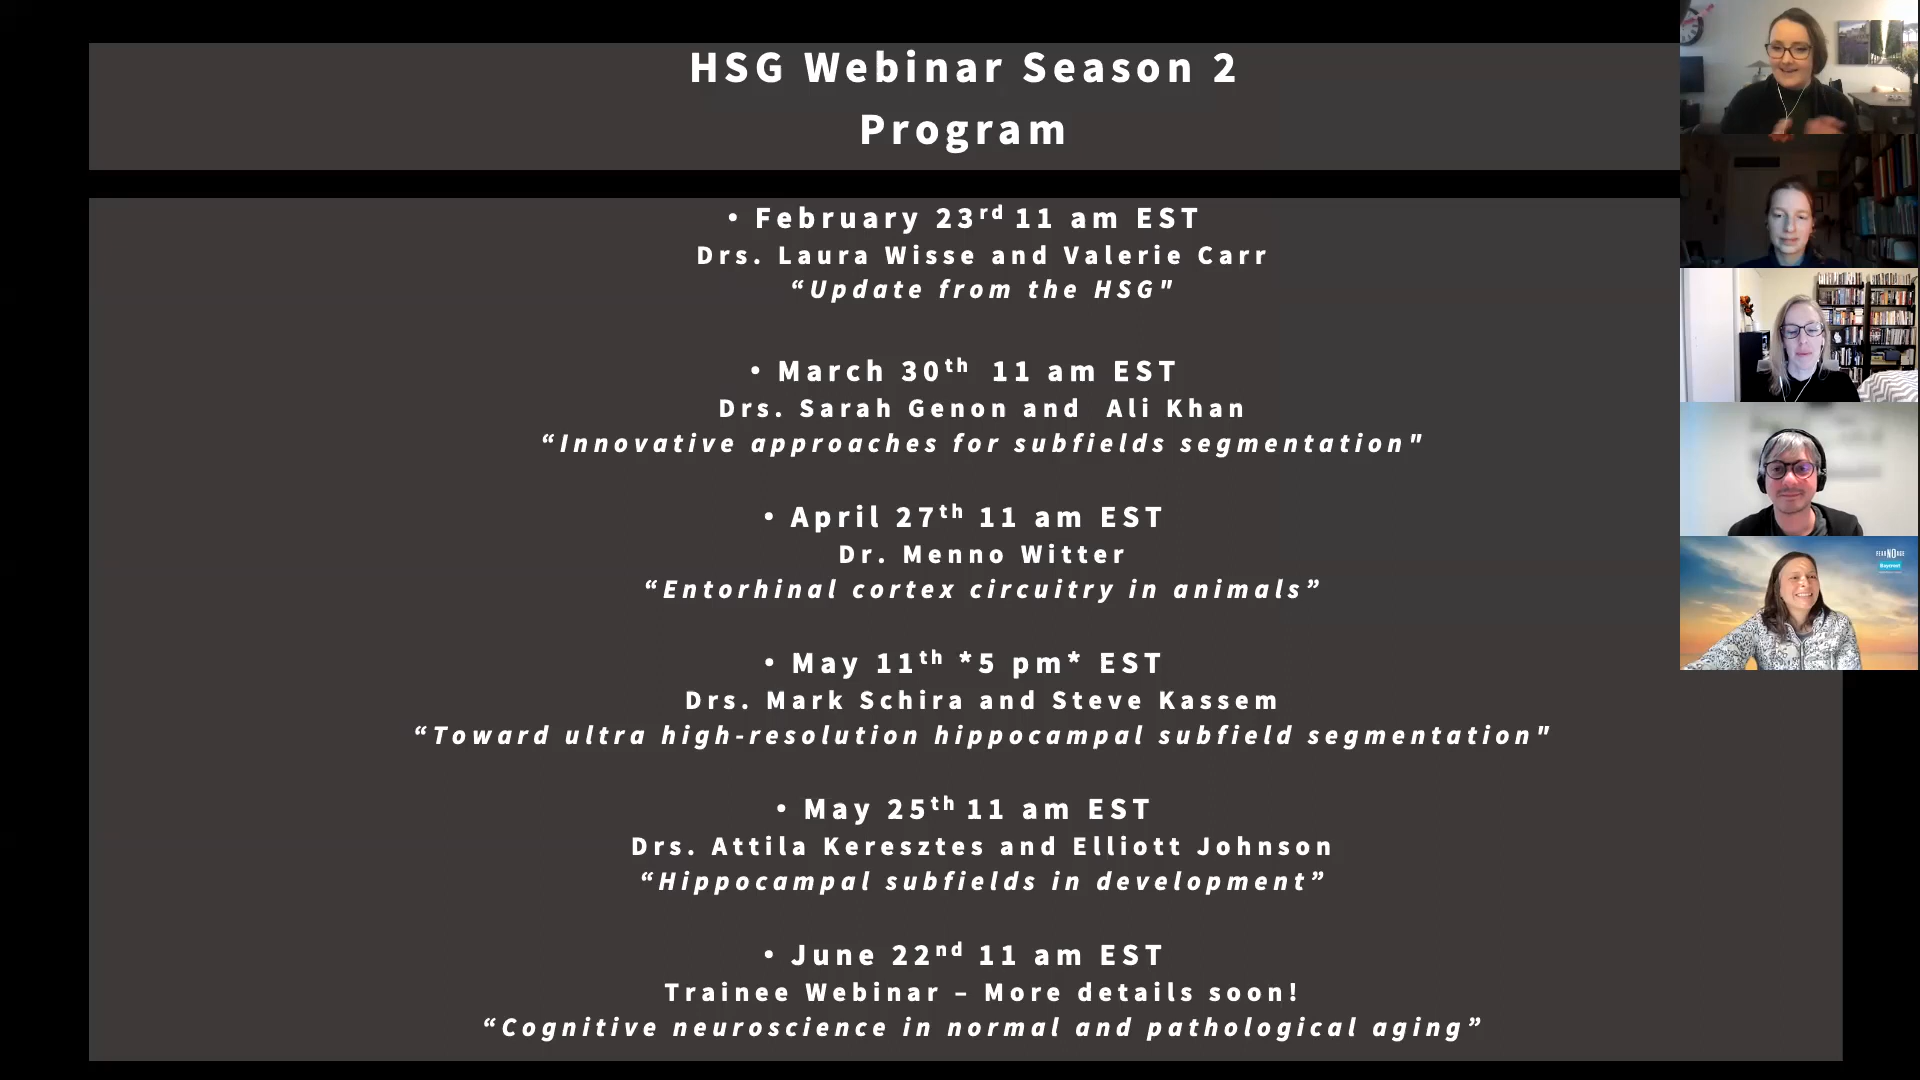 HSG Webinar Season 2
Program
• February 23rd 11 am EST
Drs. Laura Wisse and Valerie Carr
“Update from the HSG"
• March 30th 11 am EST
Drs. Sarah Genon and Ali Khan
“Innovative approaches for subfields segmentation"
• April 27th 11 am EST
Dr. Menno Witter
“Entorhinal cortex circuitry in animals”
• May 11th *5 pm* EST
Drs. Mark Schira and Steve Kassem
“Toward ultra high-resolution hippocampal subfield segmentation"
• May 25th 11 am EST
Drs. Attila Keresztes and Elliott Johnson
“Hippocampal subfields in development”
• June 22nd 11 am EST
Trainee Webinar – More details soon!
“Cognitive neuroscience in normal and pathological aging”
Baycrest